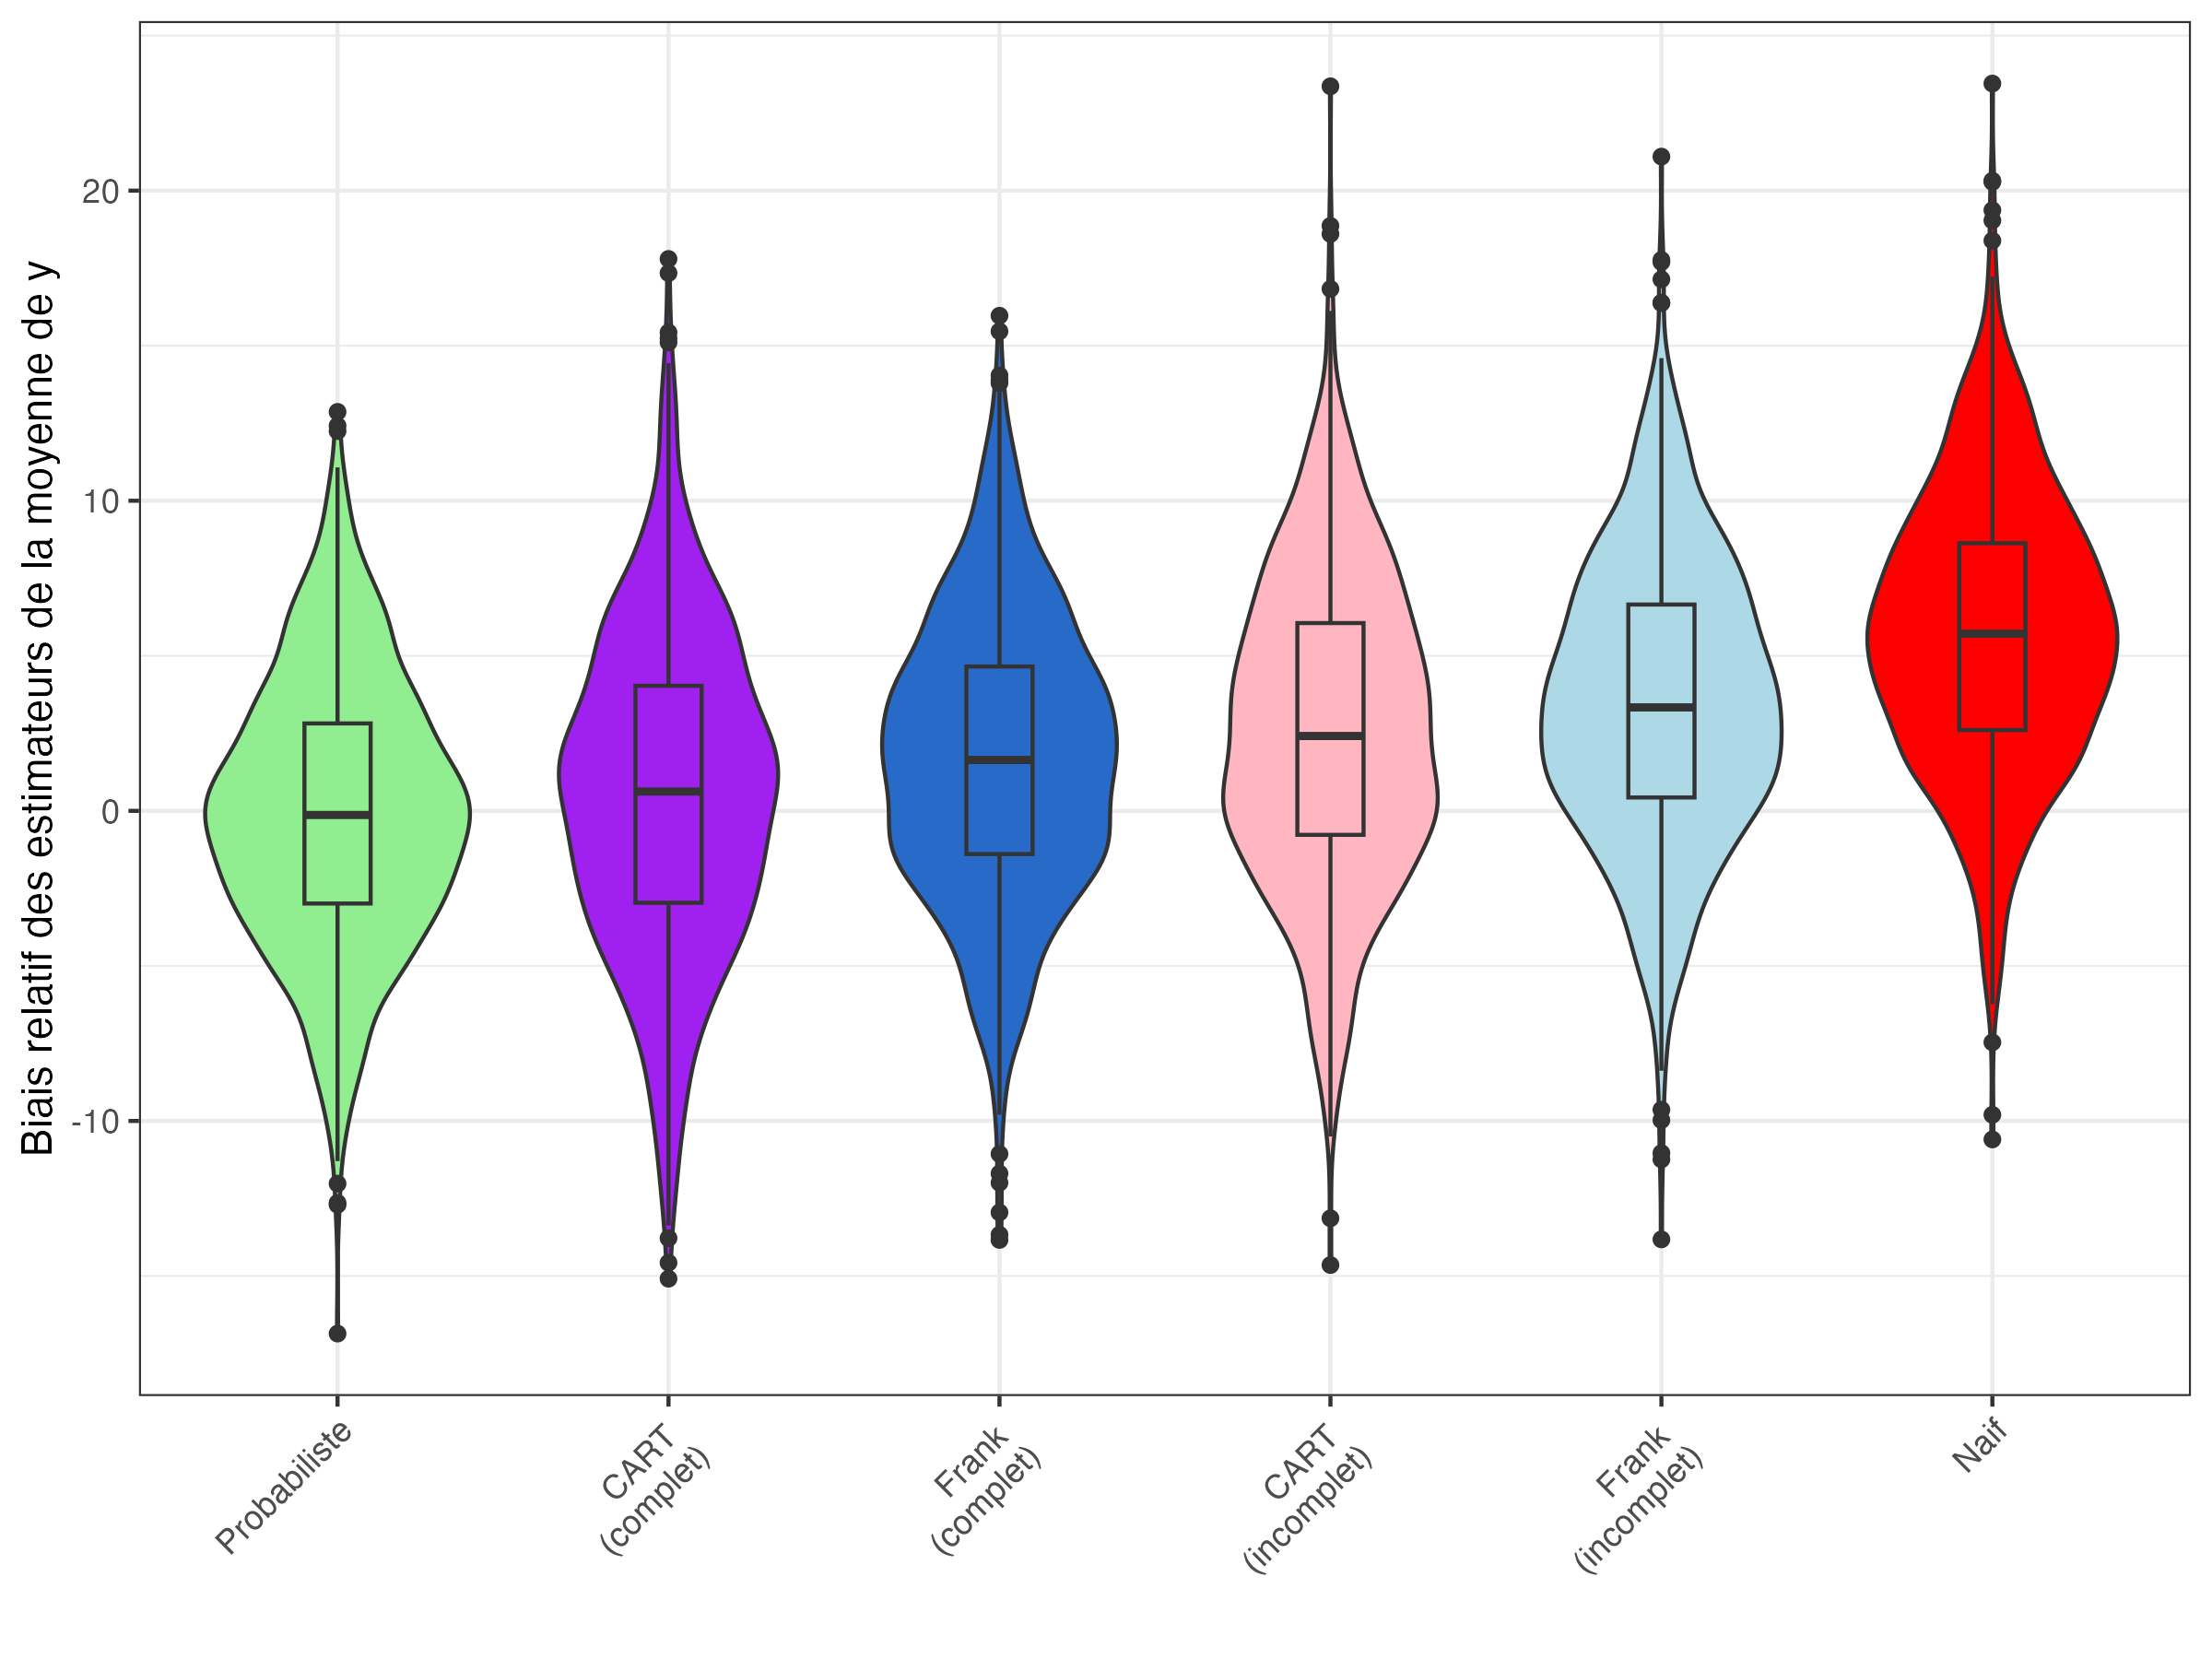 Biais relatif des estimateurs de la moyenne de y
20
10
0
-10
Probabiliste
CART
(complet)
Frank
(complet)
CART
(incomplet)
Frank
(incomplet)
Naif